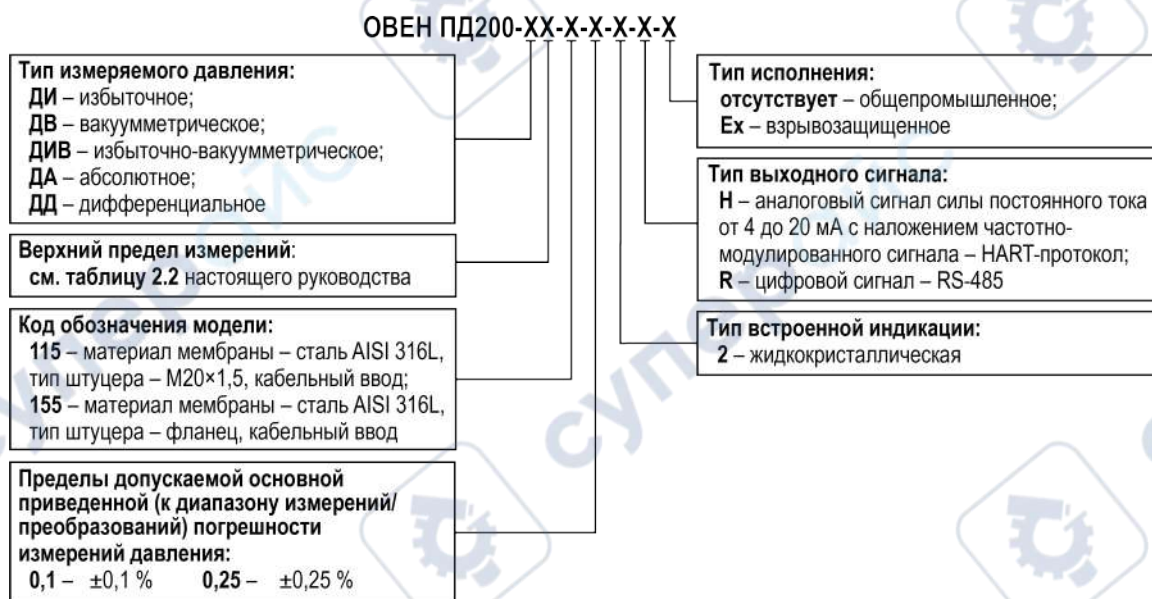 ОВЕН ПД200-ХХ-Х-Х-Х-Х-Х
Тип измеряемого давления:
ДИ – избыточное;
ДВ – вакуумметрическое;
ДИВ – избыточно-вакуумметрическое;
ДА – абсолютное;
ДД – дифференциальное
Верхний предел измерений:
см. таблицу 2.2 настоящего руководства
Код обозначения модели:
115 – материал мембраны – сталь AISI 316L,
тип штуцера – М20×1,5, кабельный ввод;
155 – материал мембраны – сталь AISI 316L,
тип штуцера – фланец, кабельный ввод
Пределы допускаемой основной
приведенной (к диапазону измерений/
преобразований) погрешности
измерений давления:
0,1 – ±0,1 % 0,25 – ±0,25 %
Тип исполнения:
отсутствует – общепромышленное;
Ex – взрывозащищенное
Тип выходного сигнала:
H – аналоговый сигнал силы постоянного тока
от 4 до 20 мА с наложением частотно-
модулированного сигнала – HART-протокол;
R – цифровой сигнал – RS-485
Тип встроенной индикации:
2 – жидкокристаллическая
суперайс